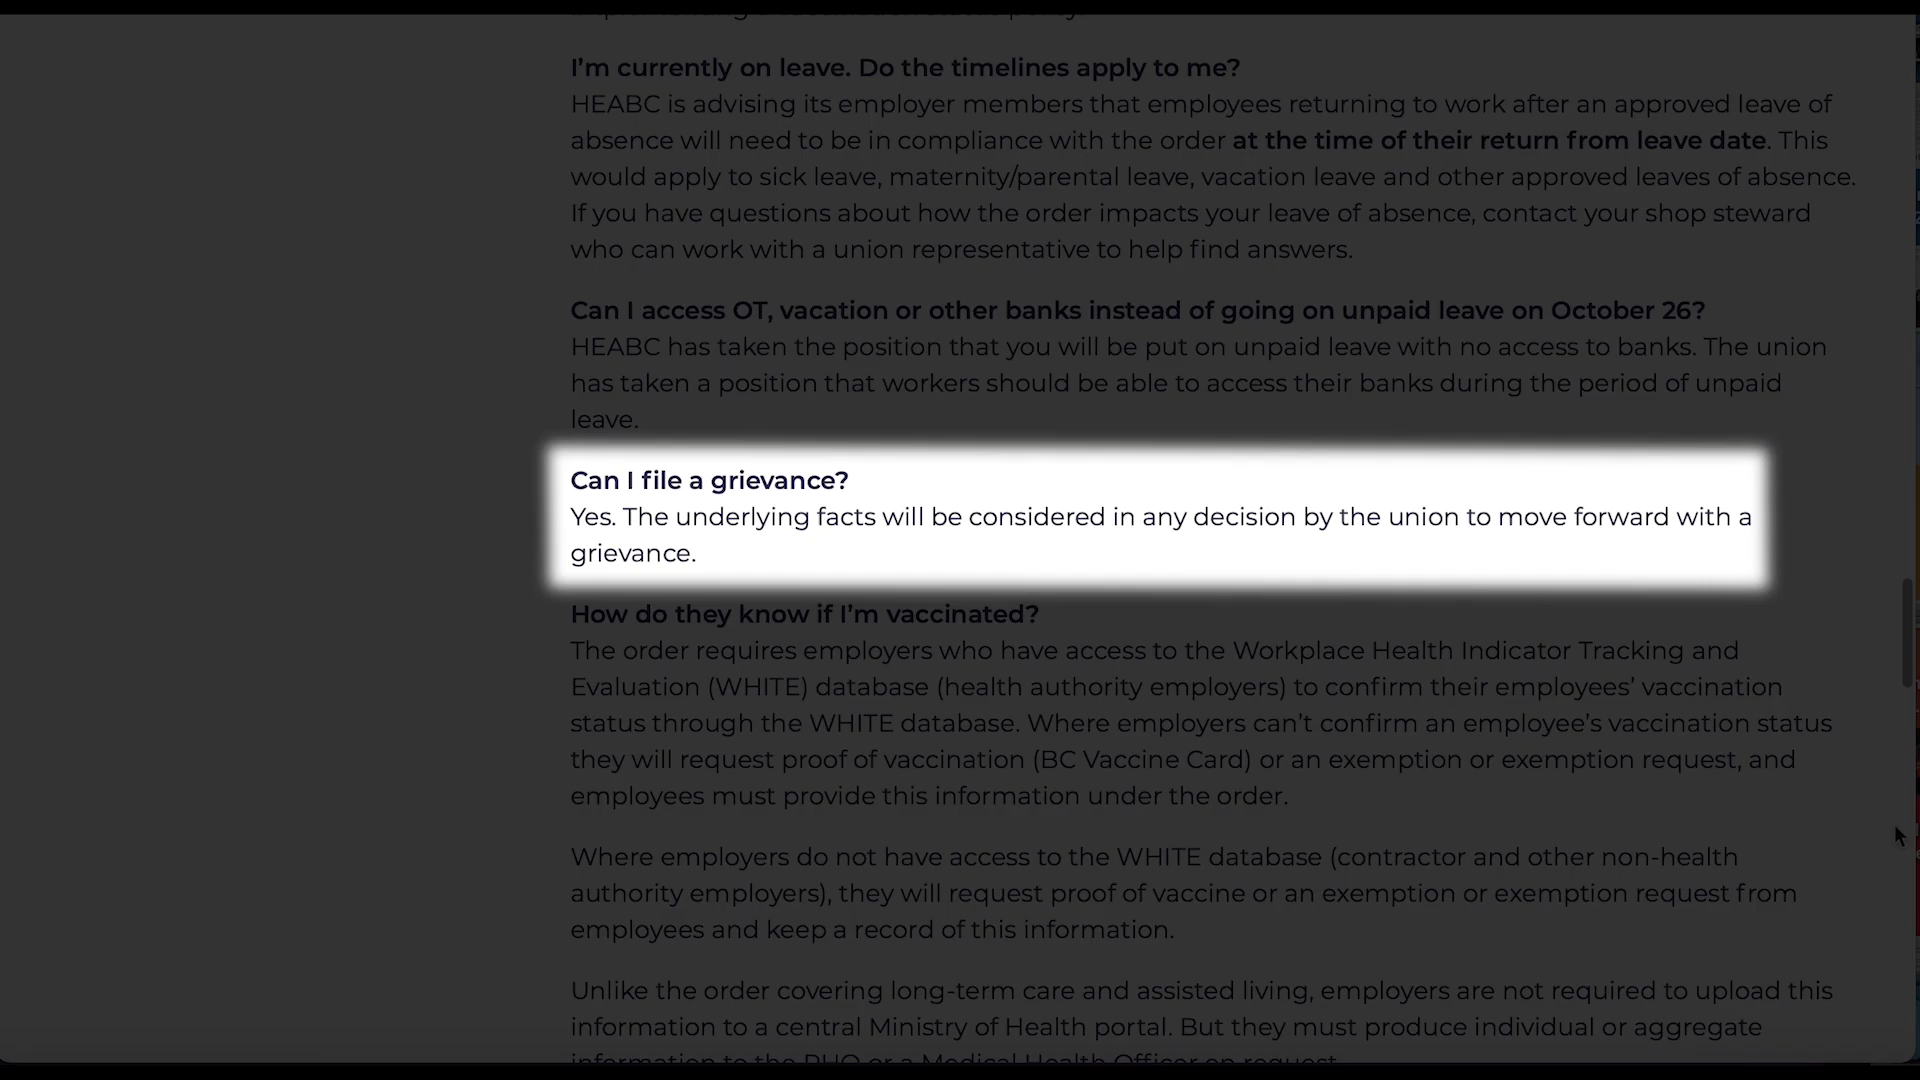 I’m currently on leave. Do the timelines apply to me?
HEABC is advising its employer members that employees returning to work after an approved leave of
absence will need to be in compliance with the order at the time of their return from leave date. This
would apply to sick leave, maternity/parental leave, vacation leave and other approved leaves of absence.
If you have questions about how the order impacts your leave of absence, contact your shop steward
who can work with a union representative to help find answers.
Can I access OT, vacation or other banks instead of going on unpaid leave on October 26?
HEABC has taken the position that you will be put on unpaid leave with no access to banks. The union
has taken a position that workers should be able to access their banks during the period of unpaid
leave.
Can I file a grievance?
Yes. The underlying facts will be considered in any decision by the union to move forward with a
grievance.
How do they know if I’m vaccinated?
The order requires employers who have access to the Workplace Health Indicator Tracking and
Evaluation (WHITE) database (health authority employers) to confirm their employees’ vaccination
status through the WHITE database. Where employers can’t confirm an employee’s vaccination status
they will request proof of vaccination (BC Vaccine Card) or an exemption or exemption request, and
employees must provide this information under the order.
Where employers do not have access to the WHITE database (contractor and other non-health
authority employers), they will request proof of vaccine or an exemption or exemption request from
employees and keep a record of this information.
Unlike the order covering long-term care and assisted living, employers are not required to upload this
information to a central Ministry of Health portal. But they must produce individual or aggregate
information to the PHO or a Medical Health Officer on request.